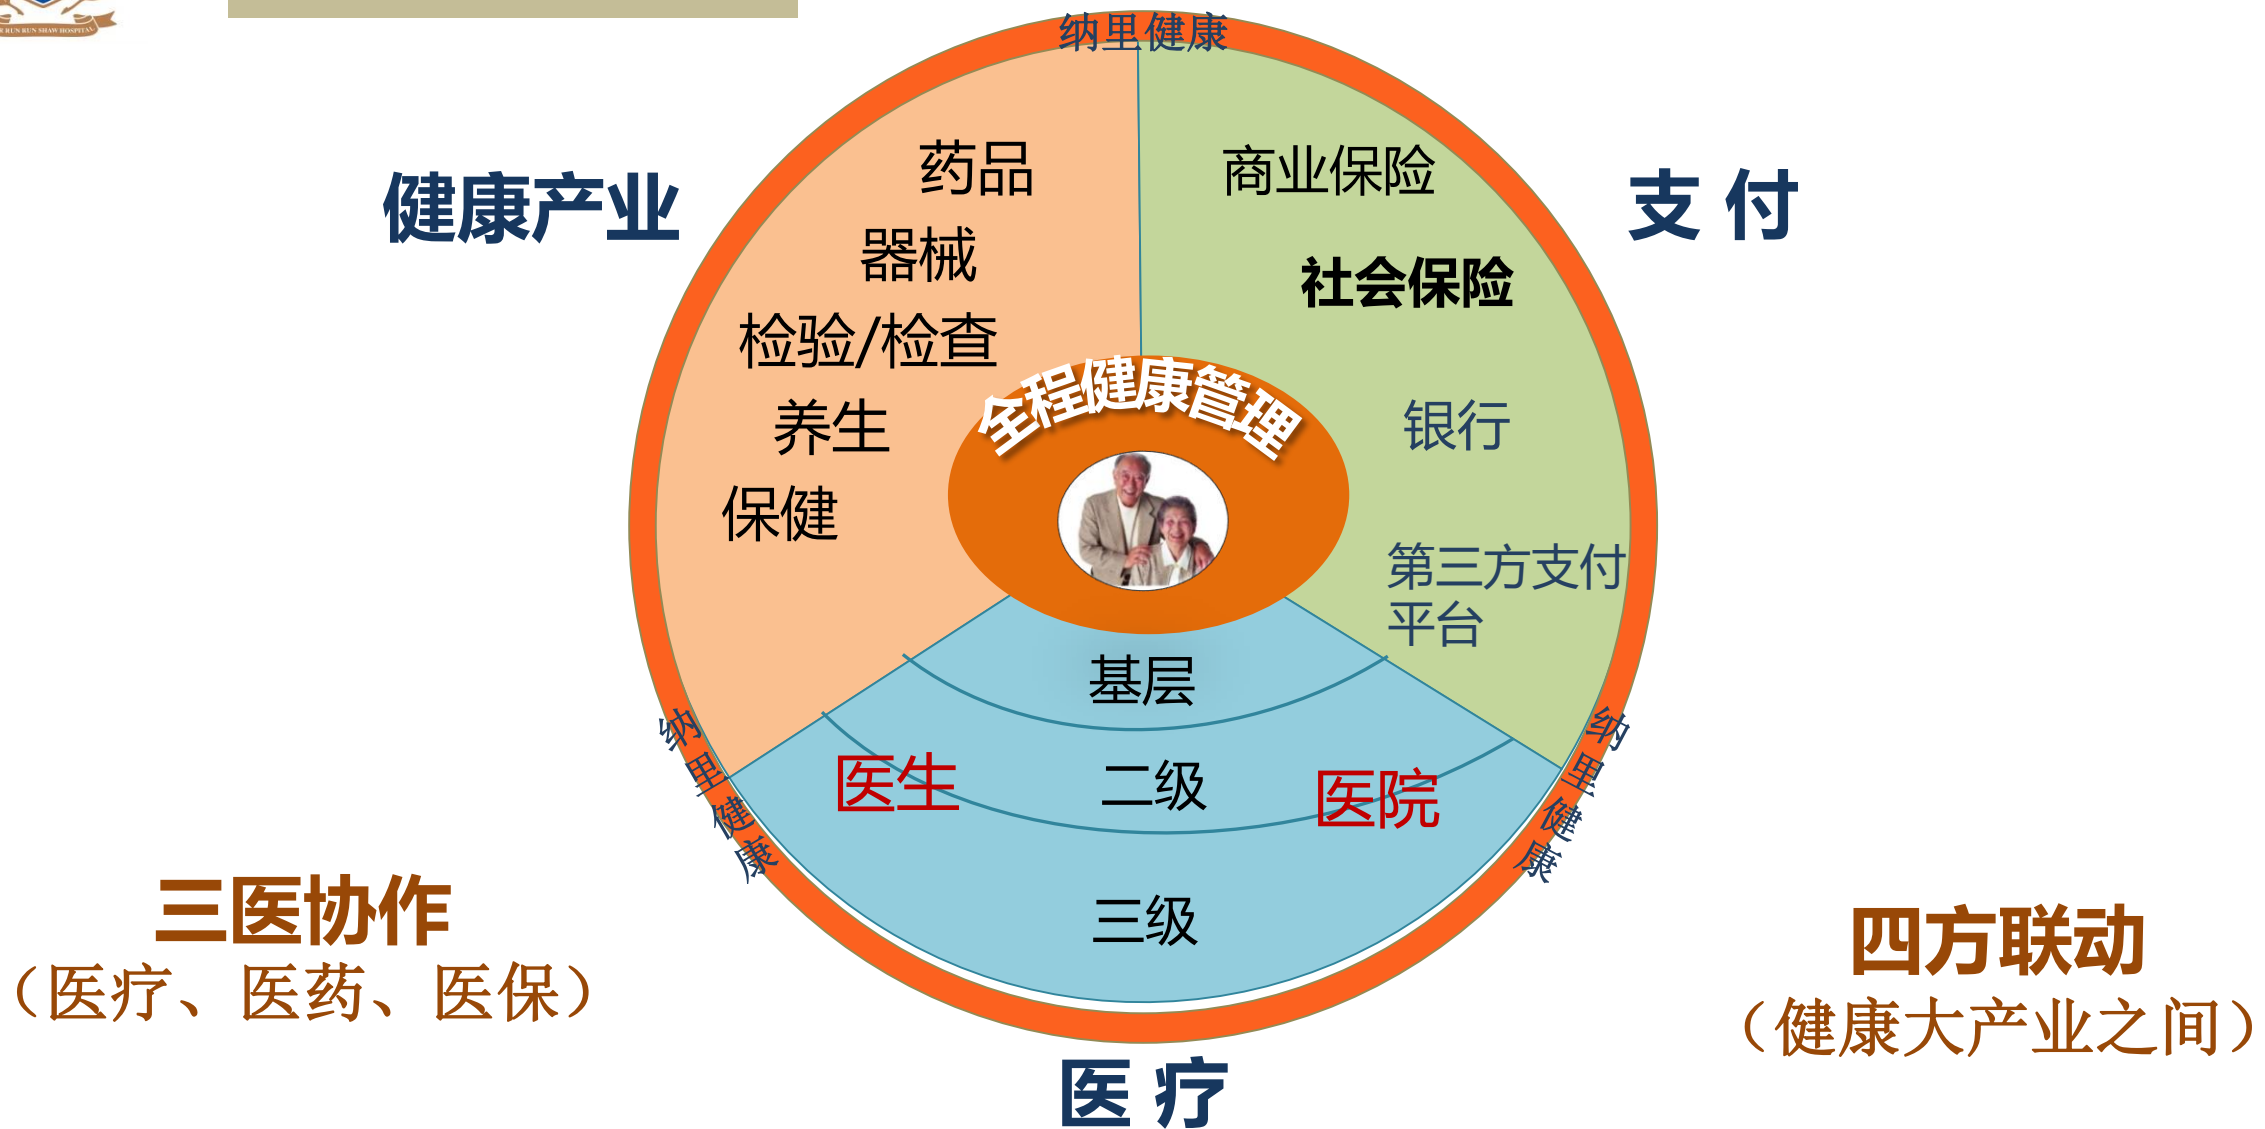 RUN RUN SHAW HOSPITAL
纳里健康
健康产业
支 付
药品
器械
检验/检查
养生
保健
商业保险
社会保险
银行
第三方支付
平台
全程健康管理
基层
二级
三级
医生
医院
纳里健康
纳里健康
三医协作
（医疗、医药、医保）
四方联动
（健康大产业之间）
医 疗